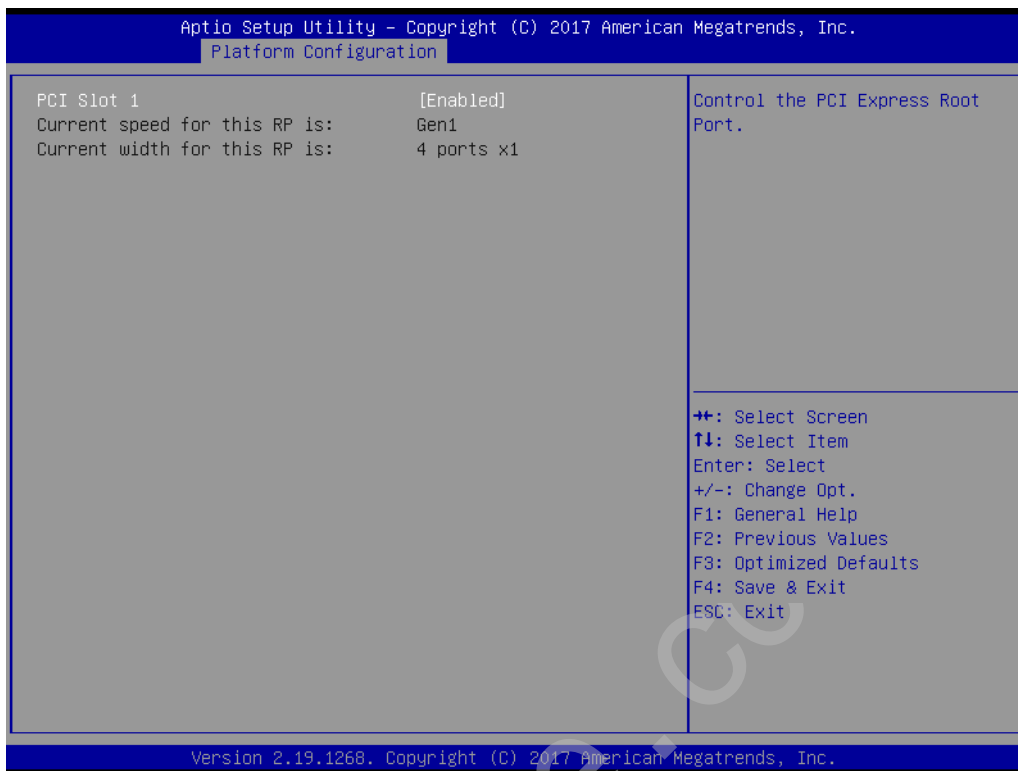 Aptio Setup Utility – Copyright (C) 2017 American Megatrends, Inc.
Platform Configuration
PCI Slot 1 [Enabled]
Current speed for this RP is: Gen1
Current width for this RP is: 4 ports x1
Control the PCI Express Root
Port.
→←: Select Screen
↑↓: Select Item
Enter: Select
+/-: Change Opt.
F1: General Help
F2: Previous Values
F3: Optimized Defaults
F4: Save & Exit
ESC: Exit
Version 2.19.1268. Copyright (C) 2017 American Megatrends, Inc.